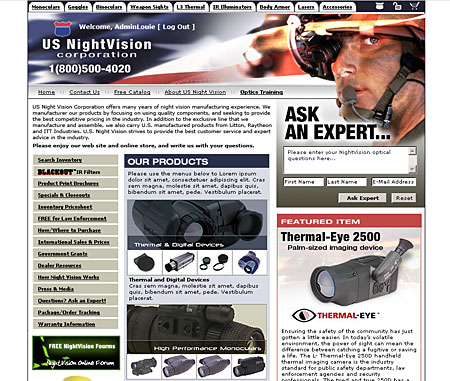 Monoculars Goggles Binoculars Weapon Sights L3 Thermal IR Illuminators Body Armor Lasers Accessories
Welcome, AdminLouie [ Log Out ]
US NightVision
corporation
1(800)500-4020
Home :: Contact Us :: Free Catalog :: About US Night Vision :: Optics Training
US Night Vision Corporation offers many years of night vision manufacturing experience. We
manufacture our products by focusing on using quality components, and seeking to provide
the best competitive pricing in the industry. In addition to the exclusive line that we
manufacture and assemble, we also carry U.S. manufactured products from Litton, Raytheon
and ITT Industries. U.S. Night Vision strives to provide the best customer service and expert
advice in the industry.
Please enjoy our web site and online store, and write us with your questions.
ASK
AN EXPERT...
Please enter your NightVision optical
questions here...
First Name Last Name E-Mail Address
Ask Expert Reset
Search Inventory
BLACKOUT IR Filters
Product Print Brochures
Specials & Closeouts
Inventory Pricesheet
FREE for Law Enforcement
How/Where to Purchase
International Sales & Prices
Government Grants
Dealer Resources
How Night Vision Works
Press & Media
Questions? Ask an Expert!
Package/Order Tracking
Warranty Information
FREE NightVision Fourms
NightVision Online Forum
OUR PRODUCTS
Please use the menus below to Lorem ipsum
dolor sit amet, consectetuer adipiscing elit. Cras
sem magna, molestie sit amet, dapibus quis,
bibendum sit amet, pede. Vestibulum placerat.
Thermal & Digital Devices
Thermal and Digital Devices
Cras sem magna, molestie sit amet, dapibus quis,
bibendum sit amet, pede. Vestibulum placerat.
High Performance Monoculars
FEATURED ITEM
Thermal-Eye 2500
Palm-sized imaging device
THERMAL-EYE
Ensuring the safety of the community has just
gotten a little easier. In today's volatile
environment, the power of sight can mean the
difference between catching a fugitive or saving
a life. The L- Thermal-Eye 2500 handheld
thermal imaging camera is the industry
standard for public safety departments, law
enforcement agencies and security
professionals. The tried and true 250D has a